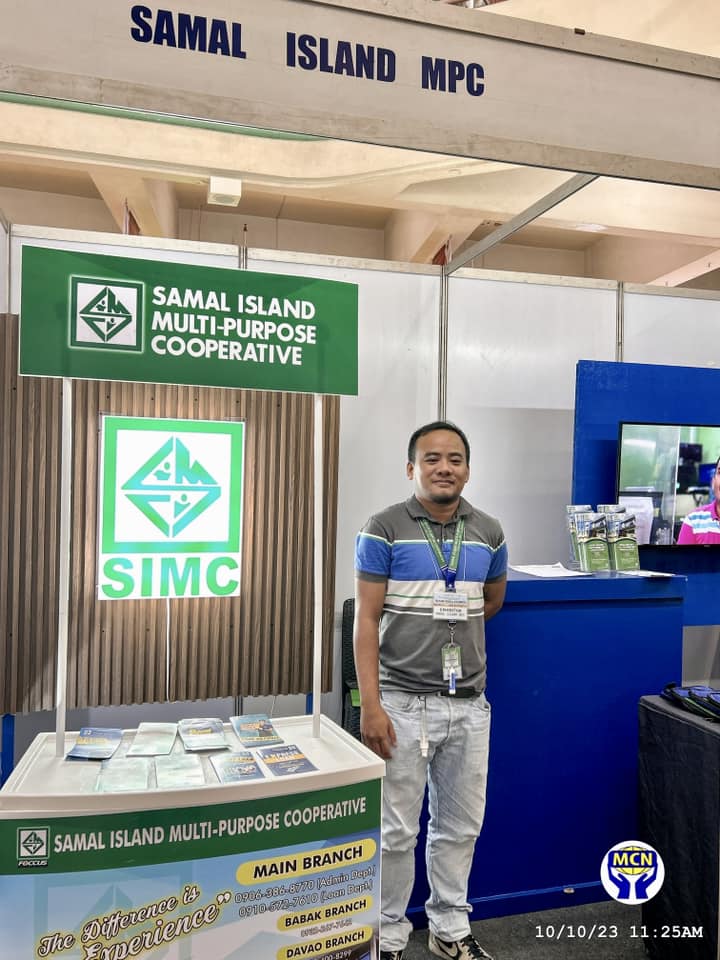 SAMAL ISLAND MPC
SAMAL ISLAND
MULTI-PURPOSE
COOPERATIVE
SIMC
EXHIBITOR
SAMAL ISLAND MULTI-PURPOSE COOPERATIVE
FOCCUS
MAIN BRANCH
0906-386-8770 (Admin Dept.)
0910-572-7610 (Loan Dept.)
BABAK BRANCH
DAVAO BRANCH
The Difference is
Experience"
MCN
10/10/23 11:25AM